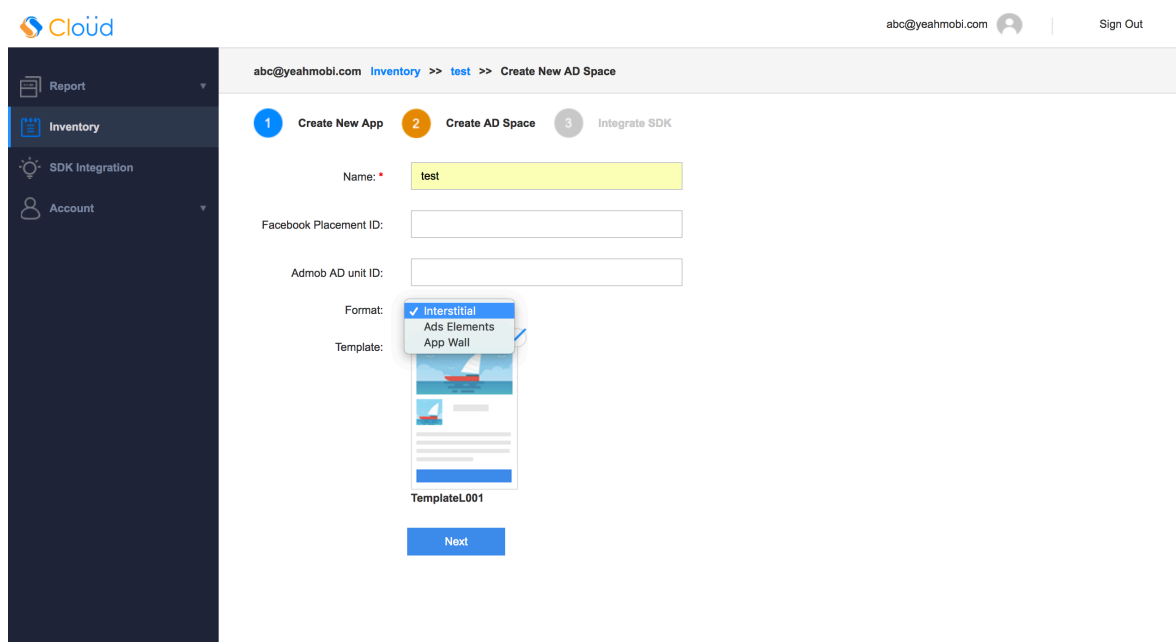 Cloüd
abc@yeahmobi.com
Sign Out
abc@yeahmobi.com Inventory >> test >> Create New AD Space
Report
Inventory
SDK Integration
Account
1 Create New App 2 Create AD Space 3 Integrate SDK
Name: * test
Facebook Placement ID:
Admob AD unit ID:
Format:
✓ Interstitial
Ads Elements
App Wall
Template:
TemplateL001
Next